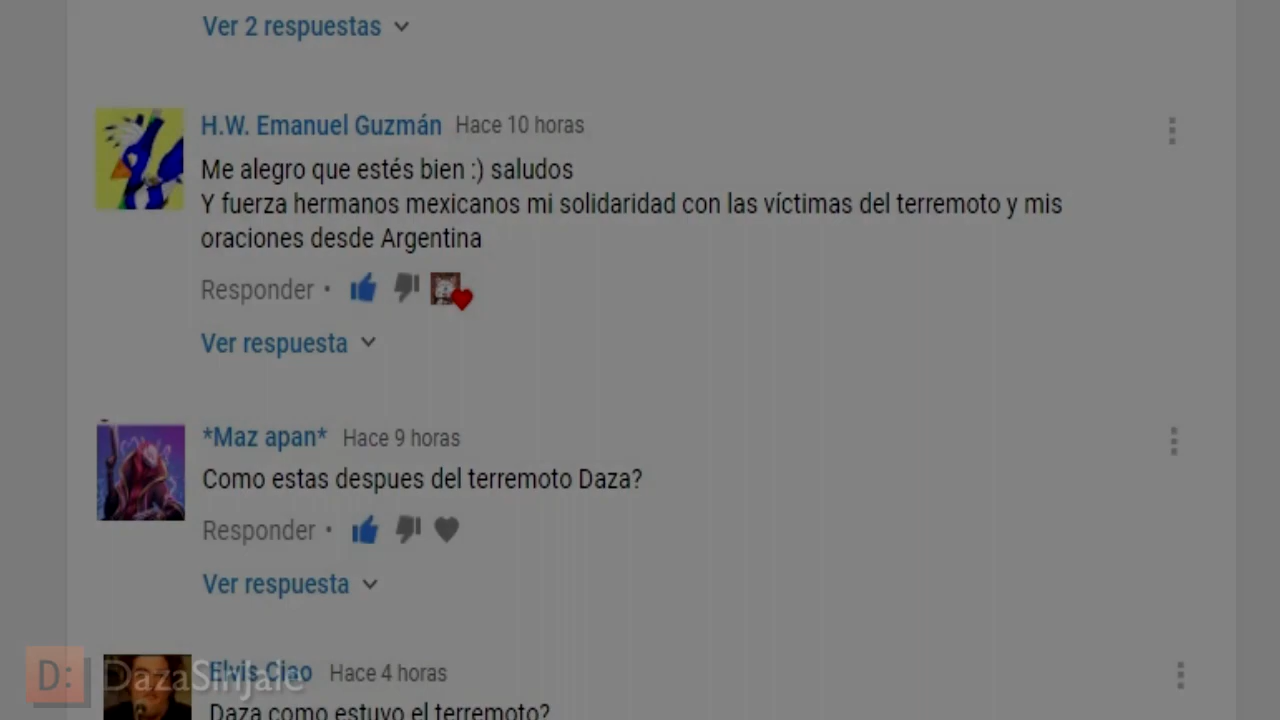 Ver 2 respuestas
H.W. Emanuel Guzmán Hace 10 horas
Me alegro que estés bien :) saludos
Y fuerza hermanos mexicanos mi solidaridad con las víctimas del terremoto y mis
oraciones desde Argentina
Responder •
Ver respuesta
*Maz apan* Hace 9 horas
Como estas despues del terremoto Daza?
Responder •
Ver respuesta
Elvis Ciao Hace 4 horas
D: DazaSinJaie
Daza como estuvo el terremoto?